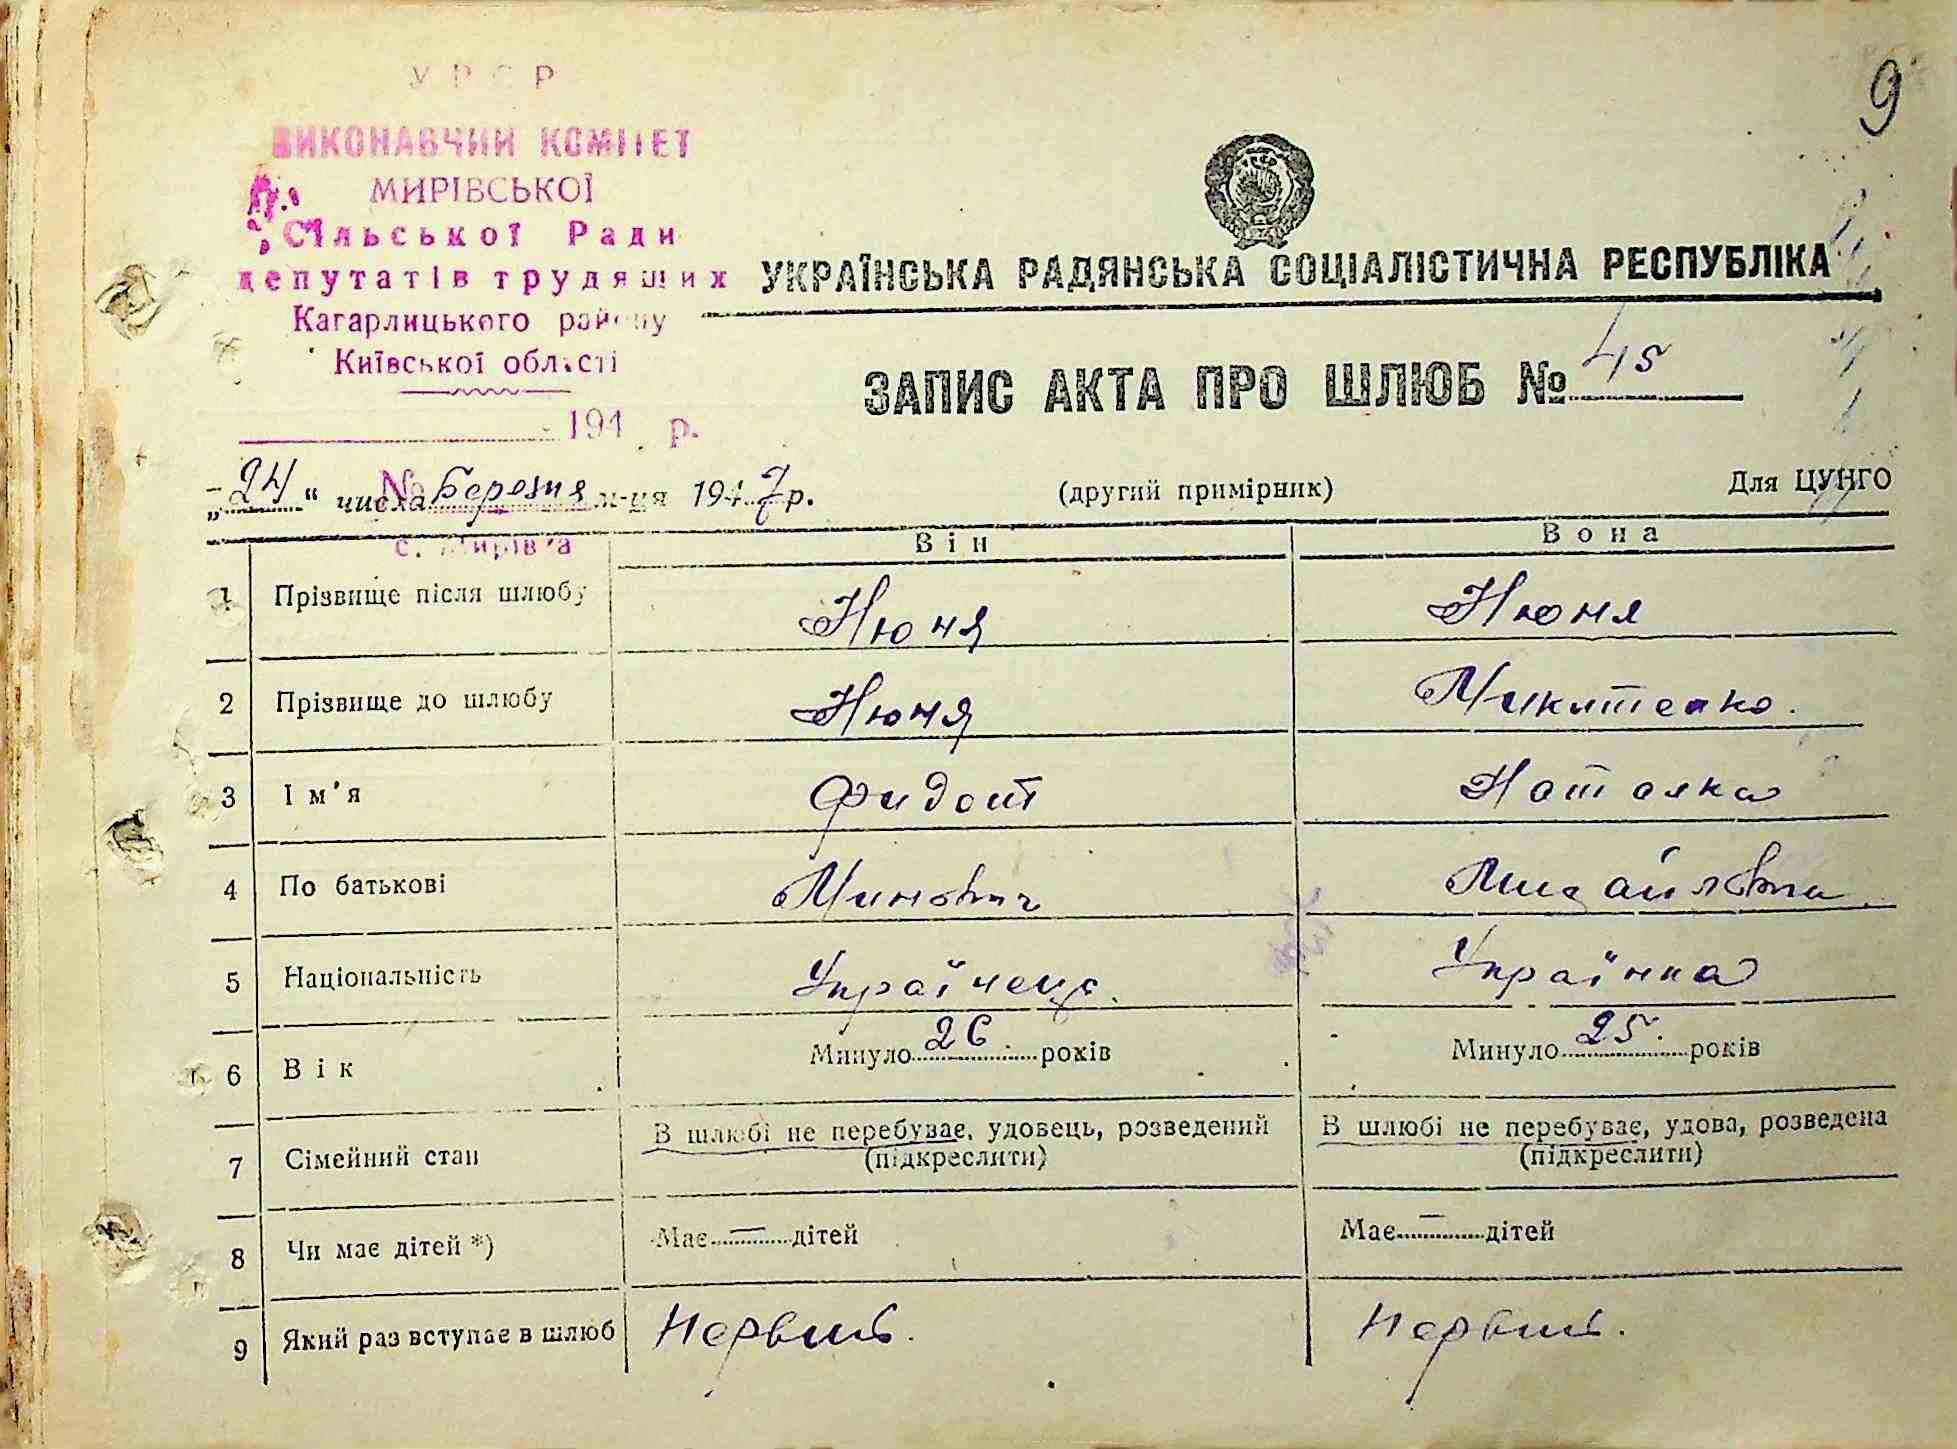 9
УРСР
ВИКОНАВЧИЙ КОМІТЕТ
МИРІВСЬКОЇ
Сільської Ради
депутатів трудящих
Кагарлицького району
Київської області
194 р.
№
с. Мирівка
УКРАЇНСЬКА РАДЯНСЬКА СОЦІАЛІСТИЧНА РЕСПУБЛІКА
ЗАПИС АКТА ПРО ШЛЮБ № 45
„24“ числа Березня м-ця 1947 р. (другий примірник) Для ЦУНГО
Він Вона
1 Прізвище після шлюбу Нюня Нюня
2 Прізвище до шлюбу Нюня Микитенко.
3 Ім'я Фидот Наталка
4 По батькові Минович Михайлівна
5 Національність Українець Українка
6 Вік Минуло 26 років Минуло 25 років
7 Сімейний стан В шлюбі не перебуває, удовець, розведений В шлюбі не перебуває, удова, розведена
(підкреслити) (підкреслити)
8 Чи має дітей *) Має — дітей Має — дітей
9 Який раз вступає в шлюб Первий. Первий.